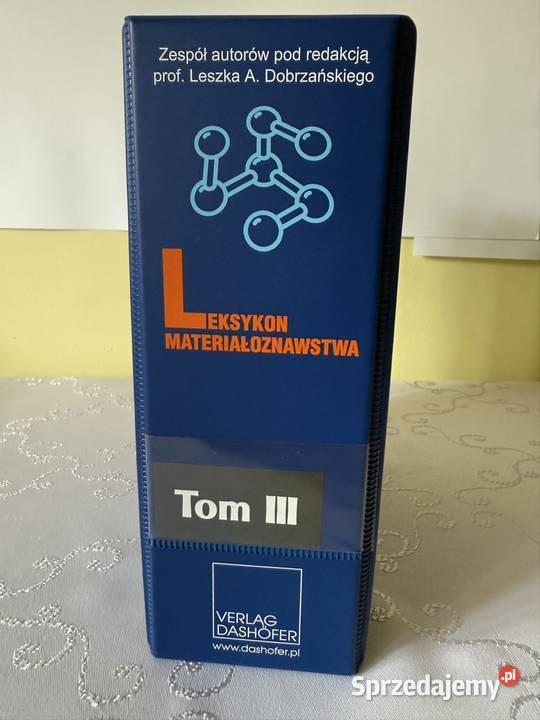 Zespół autorów pod redakcją
prof. Leszka A. Dobrzańskiego
LEKSYKON
MATERIAŁOZNAWSTWA
Tom III
VERLAG
DASHÖFER
www.dashofer.pl
Sprzedajemy.pl